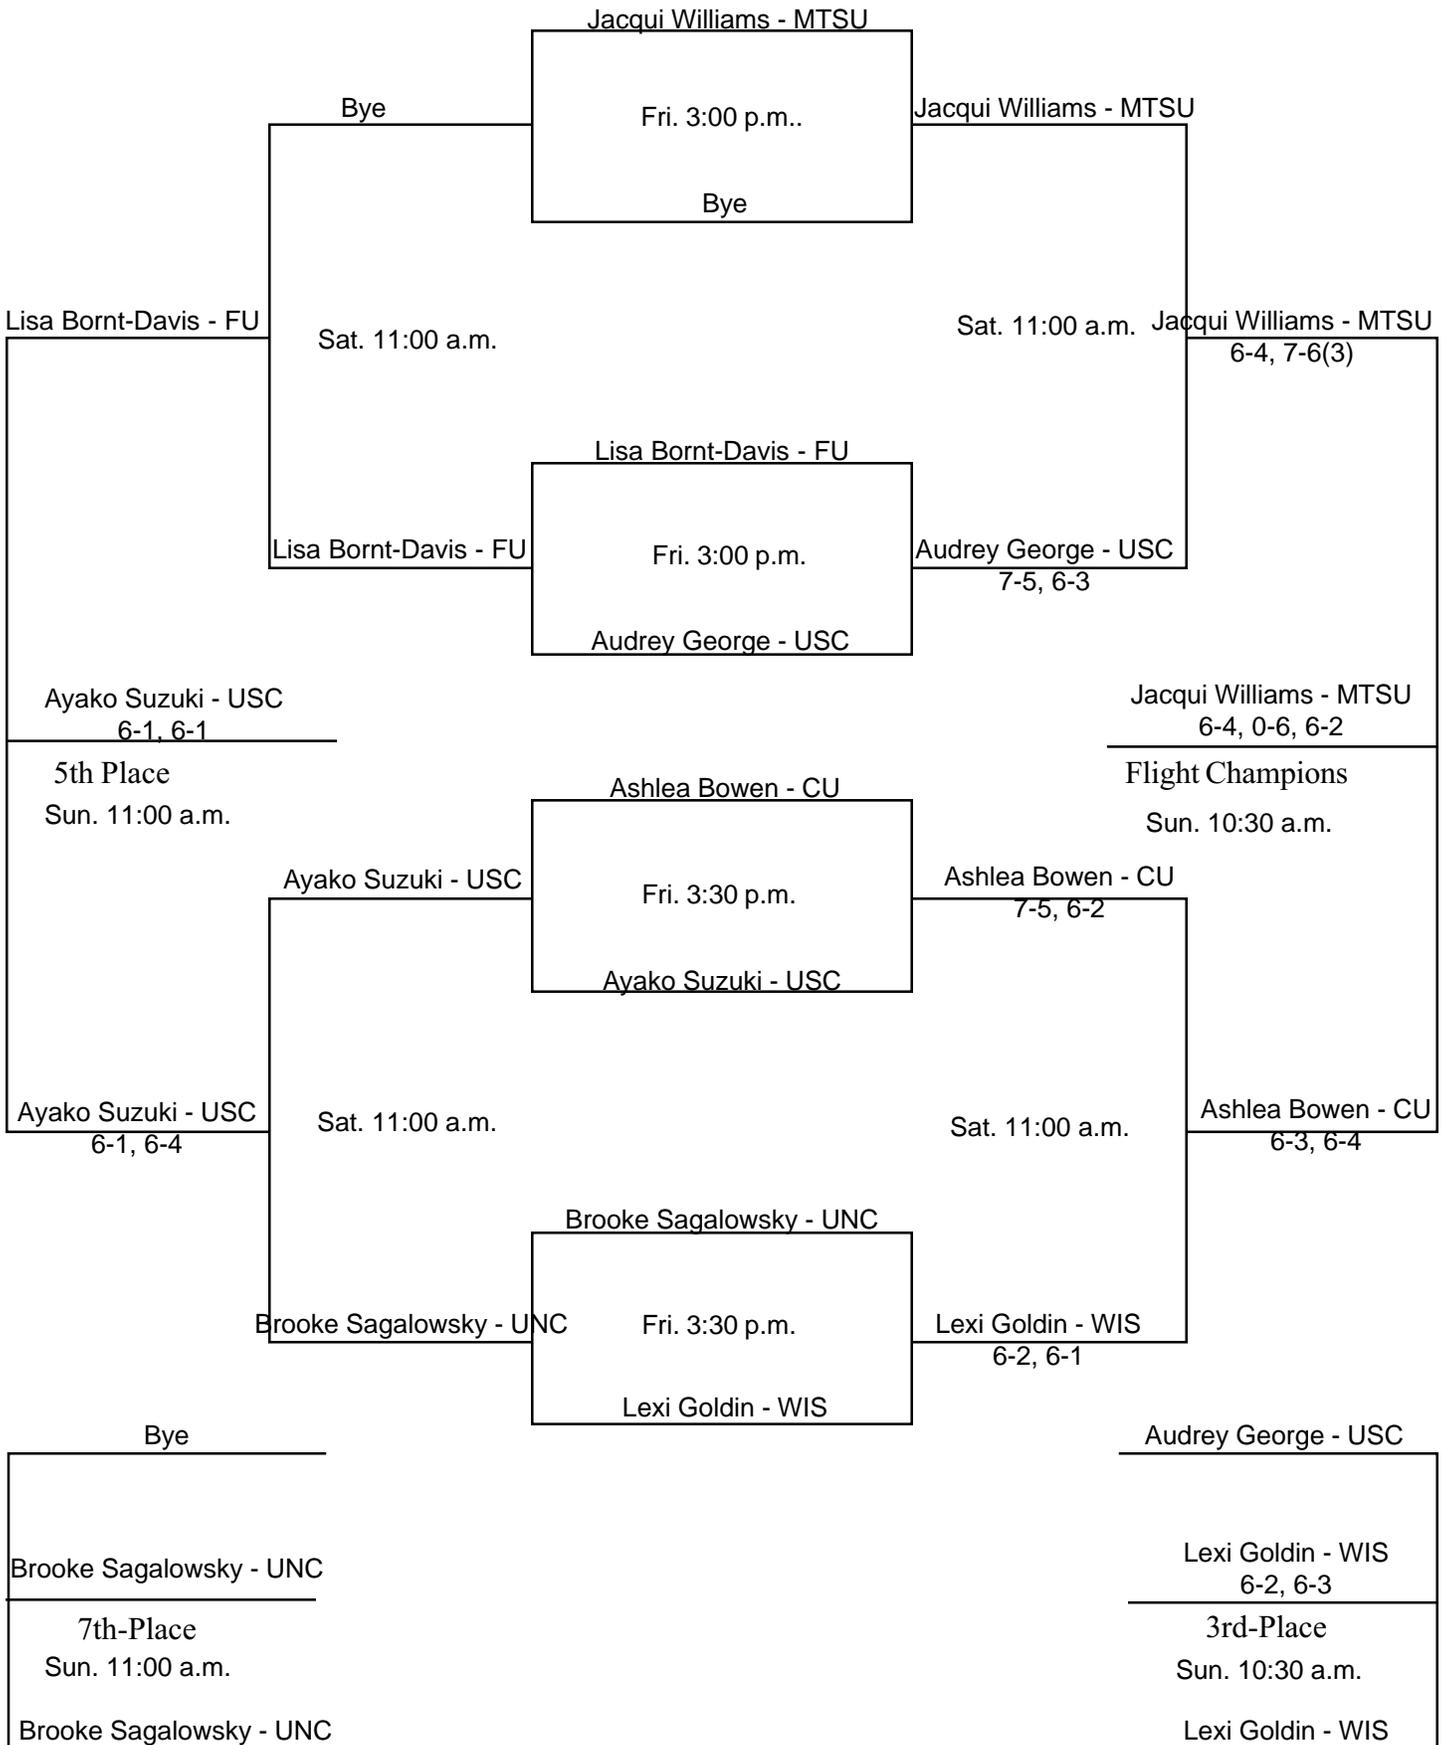 Jacqui Williams - MTSU
Bye
Fri. 3:00 p.m..
Jacqui Williams - MTSU
Bye
Lisa Bornt-Davis - FU
Sat. 11:00 a.m.
Sat. 11:00 a.m.
Jacqui Williams - MTSU
6-4, 7-6(3)
Lisa Bornt-Davis - FU
Lisa Bornt-Davis - FU
Fri. 3:00 p.m.
Audrey George - USC
7-5, 6-3
Audrey George - USC
Ayako Suzuki - USC
6-1, 6-1
5th Place
Sun. 11:00 a.m.
Jacqui Williams - MTSU
6-4, 0-6, 6-2
Flight Champions
Sun. 10:30 a.m.
Ashlea Bowen - CU
Ayako Suzuki - USC
Fri. 3:30 p.m.
Ashlea Bowen - CU
7-5, 6-2
Ayako Suzuki - USC
Ayako Suzuki - USC
6-1, 6-4
Sat. 11:00 a.m.
Sat. 11:00 a.m.
Ashlea Bowen - CU
6-3, 6-4
Brooke Sagalowsky - UNC
Brooke Sagalowsky - UNC
Fri. 3:30 p.m.
Lexi Goldin - WIS
6-2, 6-1
Lexi Goldin - WIS
Bye
Brooke Sagalowsky - UNC
7th-Place
Sun. 11:00 a.m.
Brooke Sagalowsky - UNC
Audrey George - USC
Lexi Goldin - WIS
6-2, 6-3
3rd-Place
Sun. 10:30 a.m.
Lexi Goldin - WIS